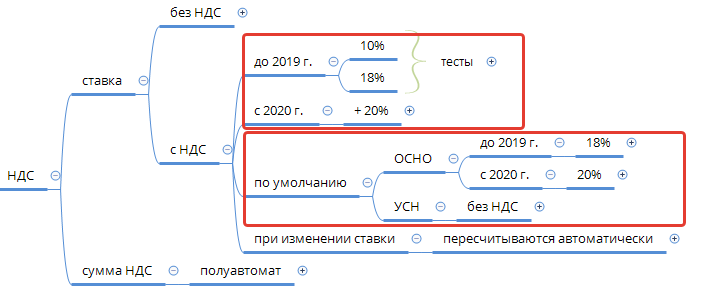 без НДС
до 2019 г.
10%
18%
тесты
ставка
с 2020 г.
+ 20%
с НДС
до 2019 г.
18%
ОСНО
с 2020 г.
20%
НДС
по умолчанию
УСН
без НДС
при изменении ставки
пересчитываются автоматически
сумма НДС
полуавтомат